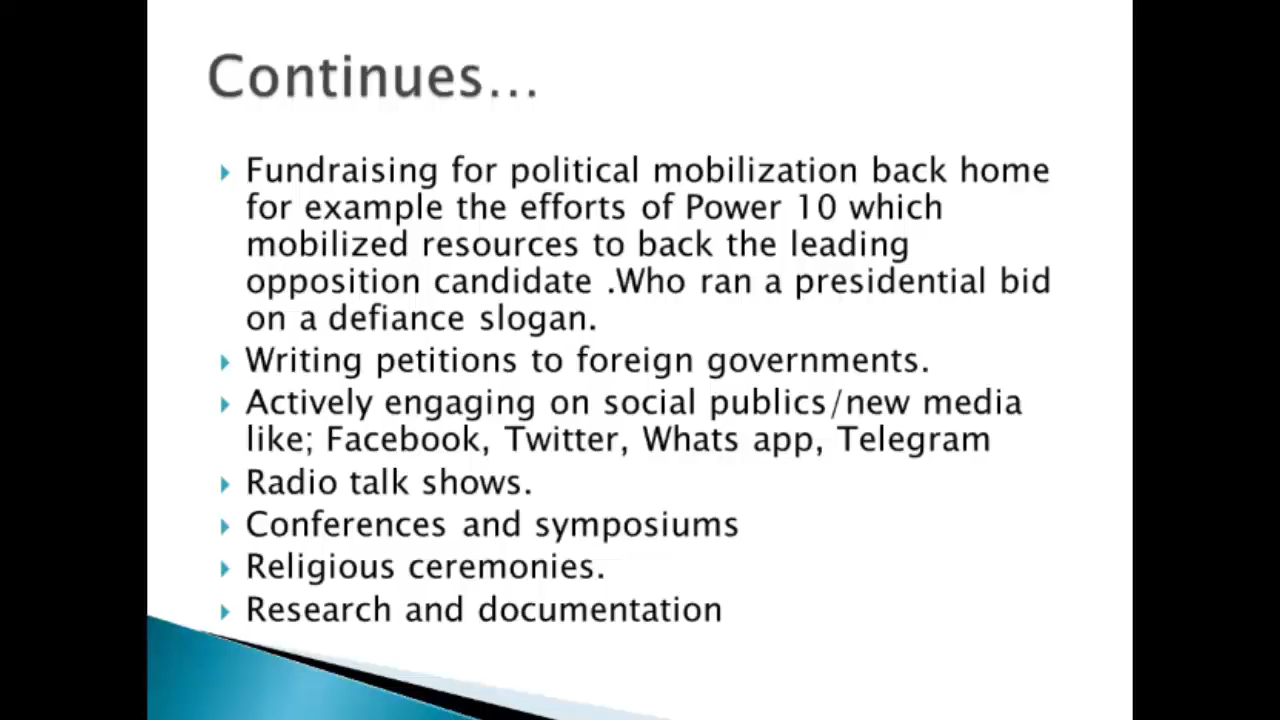 Continues...
Fundraising for political mobilization back home
for example the efforts of Power 10 which
mobilized resources to back the leading
opposition candidate .Who ran a presidential bid
on a defiance slogan.
Writing petitions to foreign governments.
Actively engaging on social publics/new media
like; Facebook, Twitter, Whats app, Telegram
Radio talk shows.
Conferences and symposiums
Religious ceremonies.
Research and documentation